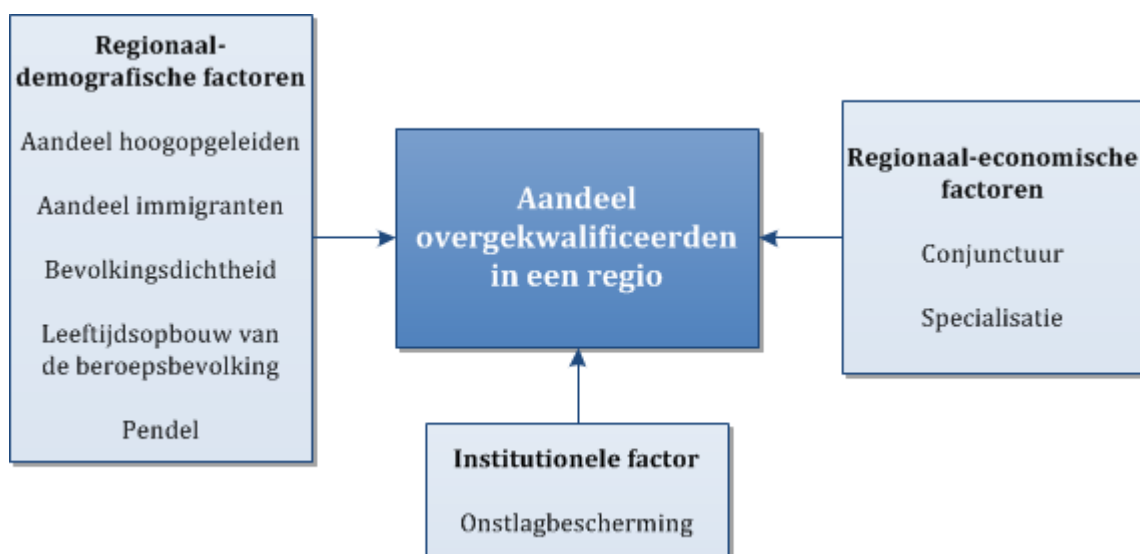 Regionaal-
demografische factoren
Aandeel hoogopgeleiden
Aandeel immigranten
Bevolkingsdichtheid
Leeftijdsopbouw van
de beroepsbevolking
Pendel
Aandeel
overgekwalificeerden
in een regio
Regionaal-economische
factoren
Conjunctuur
Specialisatie
Institutionele factor
Onstlagbescherming